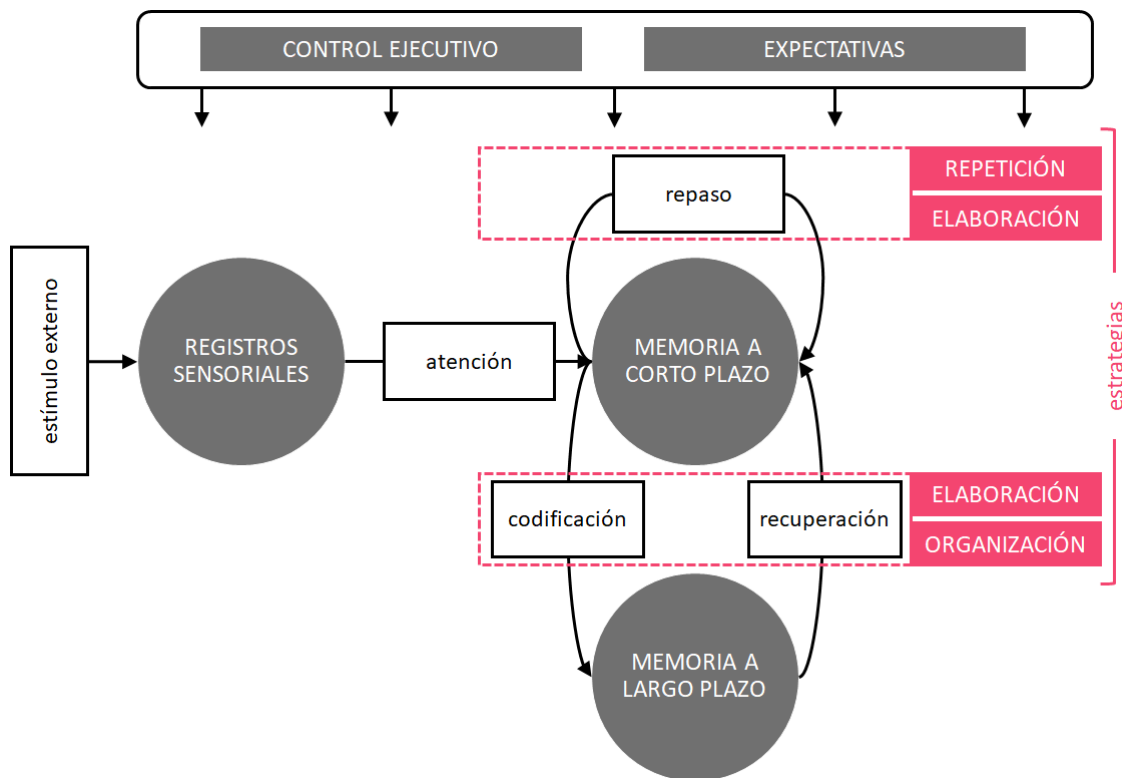 CONTROL EJECUTIVO
EXPECTATIVAS
repaso
REPETICIÓN
ELABORACIÓN
estímulo externo
REGISTROS
SENSORIALES
atención
MEMORIA A
CORTO PLAZO
estrategias
codificación
recuperación
ELABORACIÓN
ORGANIZACIÓN
MEMORIA A
LARGO PLAZO